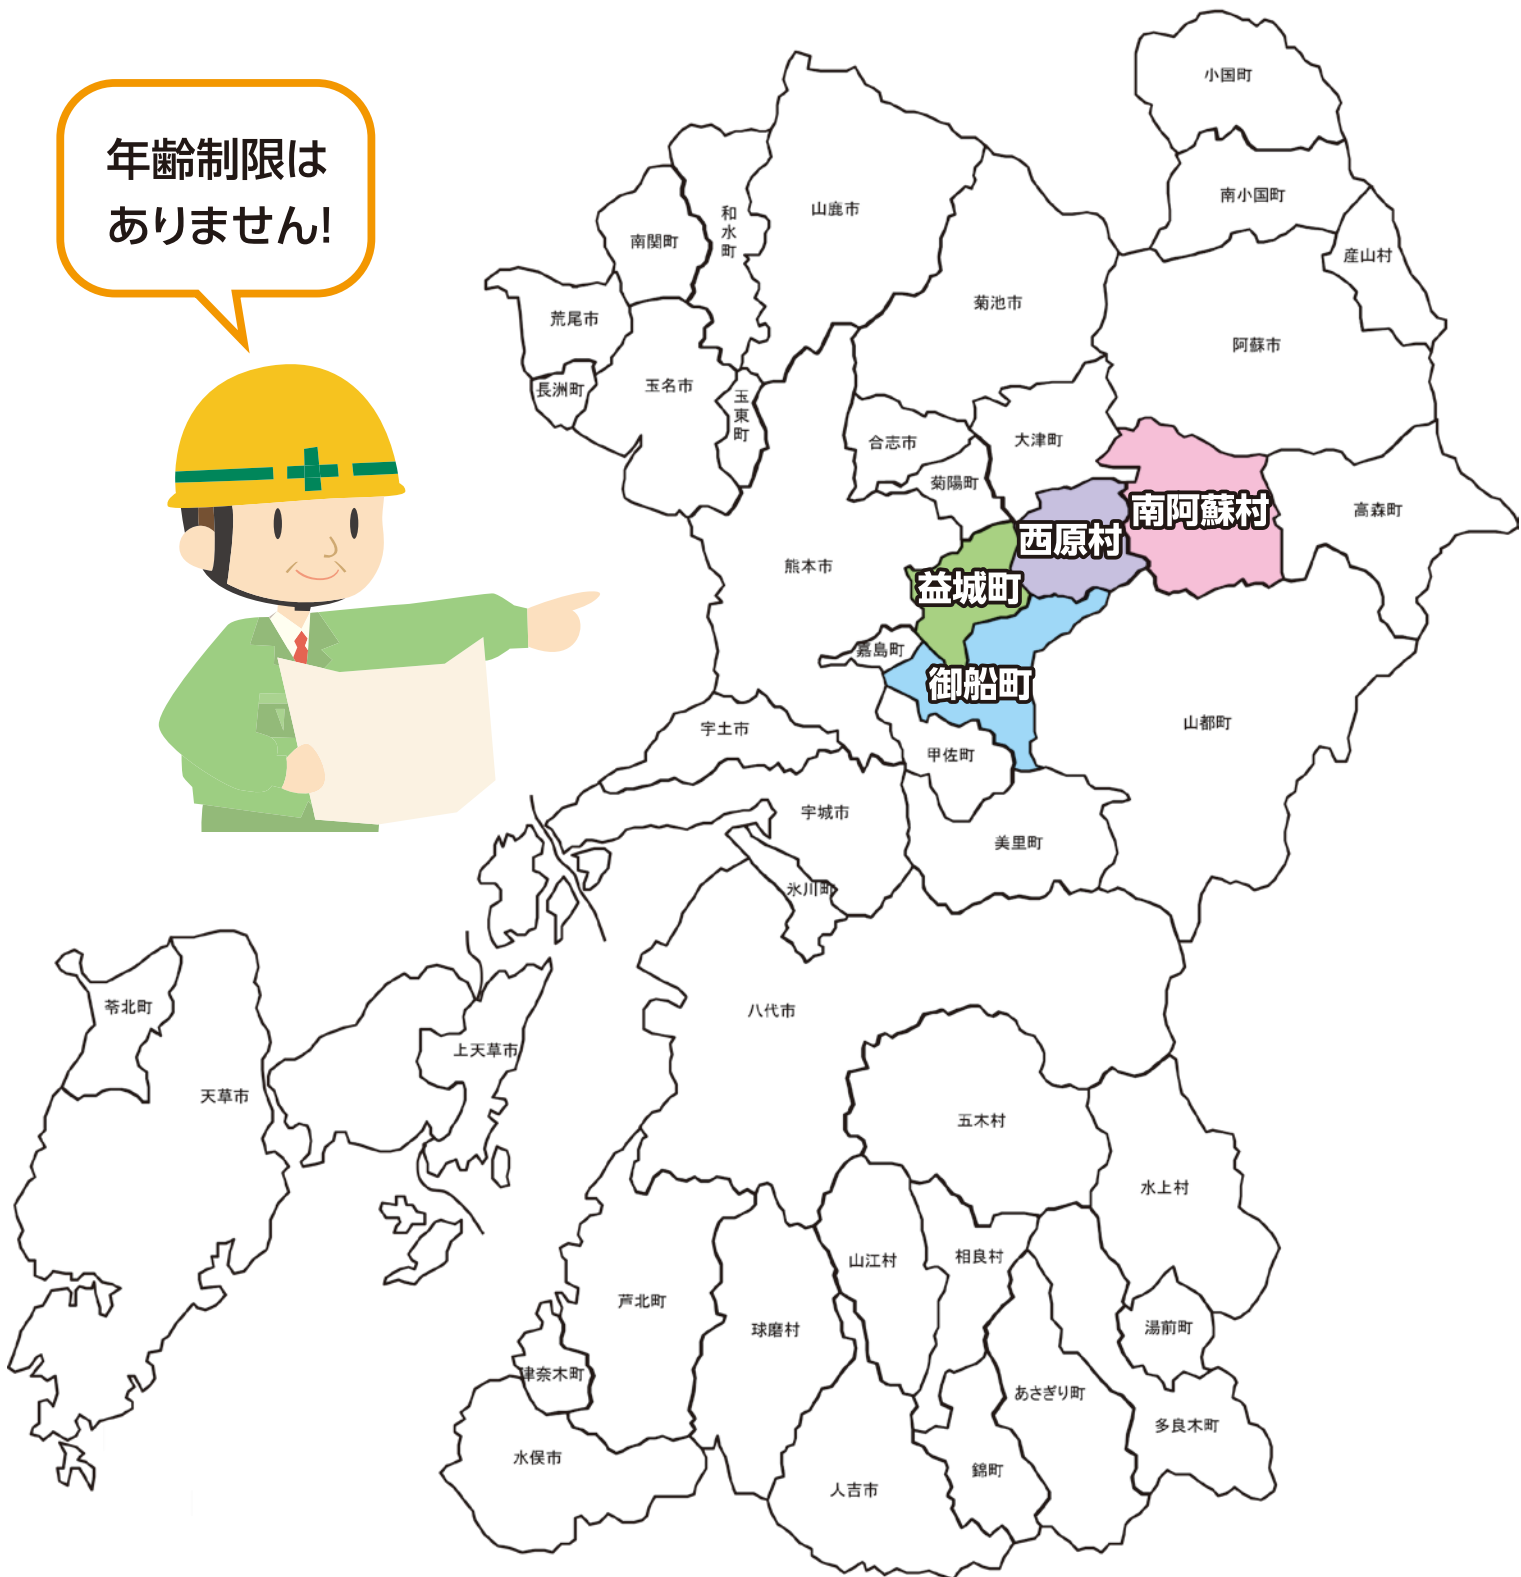 年齢制限は
ありません!
小国町
南小国町
産山村
山鹿市
和水町
南関町
菊池市
荒尾市
阿蘇市
長洲町
玉名市
玉東町
合志市
大津町
菊陽町
南阿蘇村
高森町
西原村
熊本市
益城町
嘉島町
御船町
山都町
宇土市
甲佐町
宇城市
美里町
氷川町
苓北町
八代市
上天草市
天草市
五木村
水上村
山江村
相良村
芦北町
球磨村
湯前町
津奈木町
あさぎり町
多良木町
水俣市
錦町
人吉市